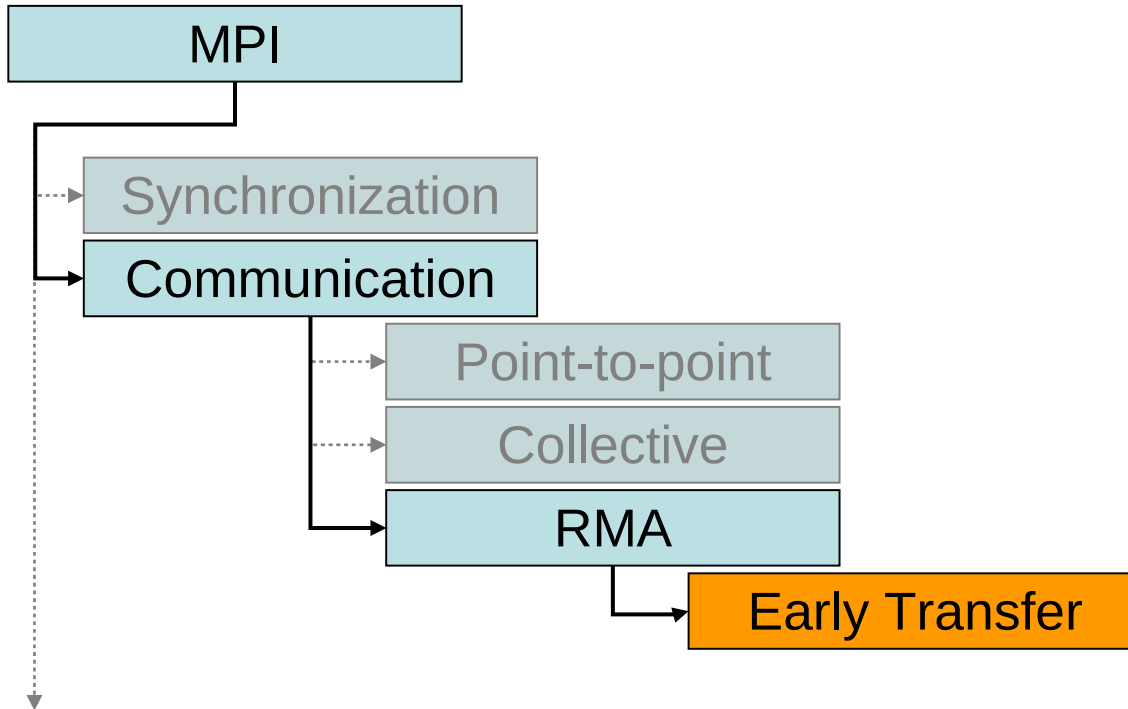 MPI
Synchronization
Communication
Point-to-point
Collective
RMA
Early Transfer